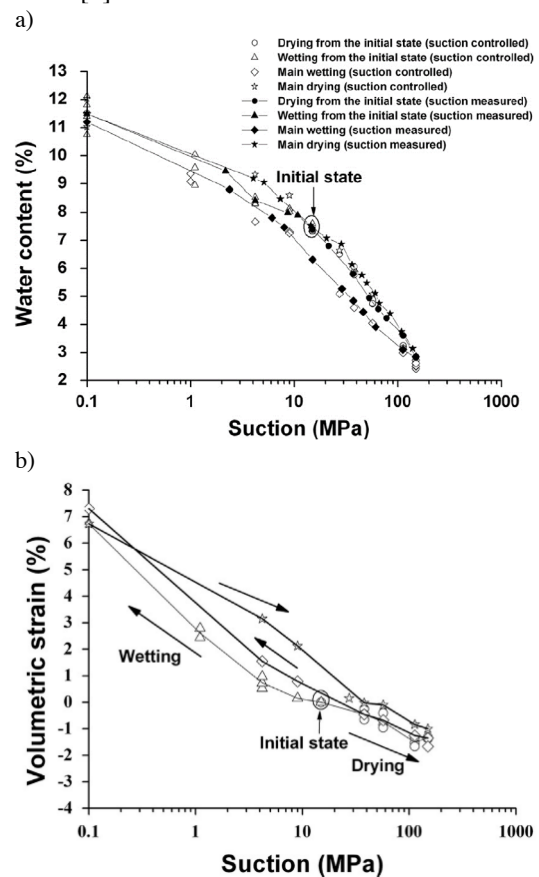 a)
Drying from the initial state (suction controlled)
Wetting from the initial state (suction controlled)
Main wetting (suction controlled)
Main drying (suction controlled)
Drying from the initial state (suction measured)
Wetting from the initial state (suction measured)
Main wetting (suction measured)
Main drying (suction measured)
Initial state
Water content (%)
13
12
11
10
9
8
7
6
5
4
3
2
0.1 1 10 100 1000
Suction (MPa)
b)
Volumetric strain (%)
8
7
6
5
4
3
2
1
0
-1
-2
-3
-4
Wetting
Initial state
Drying
0.1 1 10 100 1000
Suction (MPa)